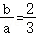 b/a = 2/3